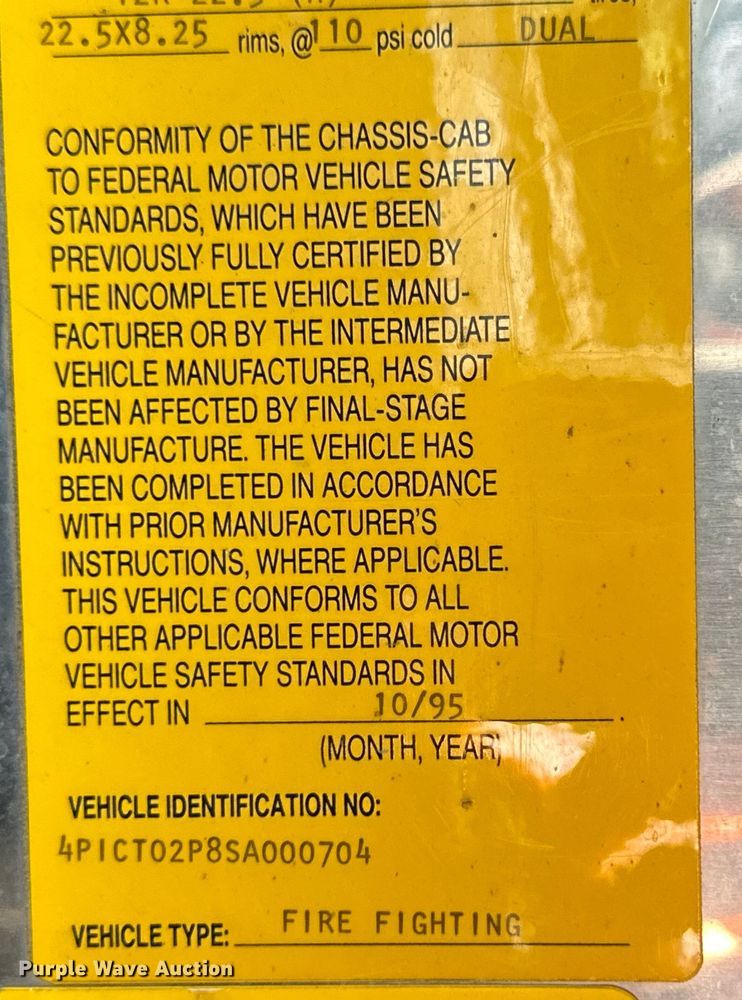 22.5X8.25 rims, @ 110 psi cold DUAL
CONFORMITY OF THE CHASSIS-CAB
TO FEDERAL MOTOR VEHICLE SAFETY
STANDARDS, WHICH HAVE BEEN
PREVIOUSLY FULLY CERTIFIED BY
THE INCOMPLETE VEHICLE MANU-
FACTURER OR BY THE INTERMEDIATE
VEHICLE MANUFACTURER, HAS NOT
BEEN AFFECTED BY FINAL-STAGE
MANUFACTURE. THE VEHICLE HAS
BEEN COMPLETED IN ACCORDANCE
WITH PRIOR MANUFACTURER'S
INSTRUCTIONS, WHERE APPLICABLE.
THIS VEHICLE CONFORMS TO ALL
OTHER APPLICABLE FEDERAL MOTOR
VEHICLE SAFETY STANDARDS IN
EFFECT IN 10/95.
(MONTH, YEAR)
VEHICLE IDENTIFICATION NO:
4PICT02P8SA000704
VEHICLE TYPE: FIRE FIGHTING
Purple Wave Auction